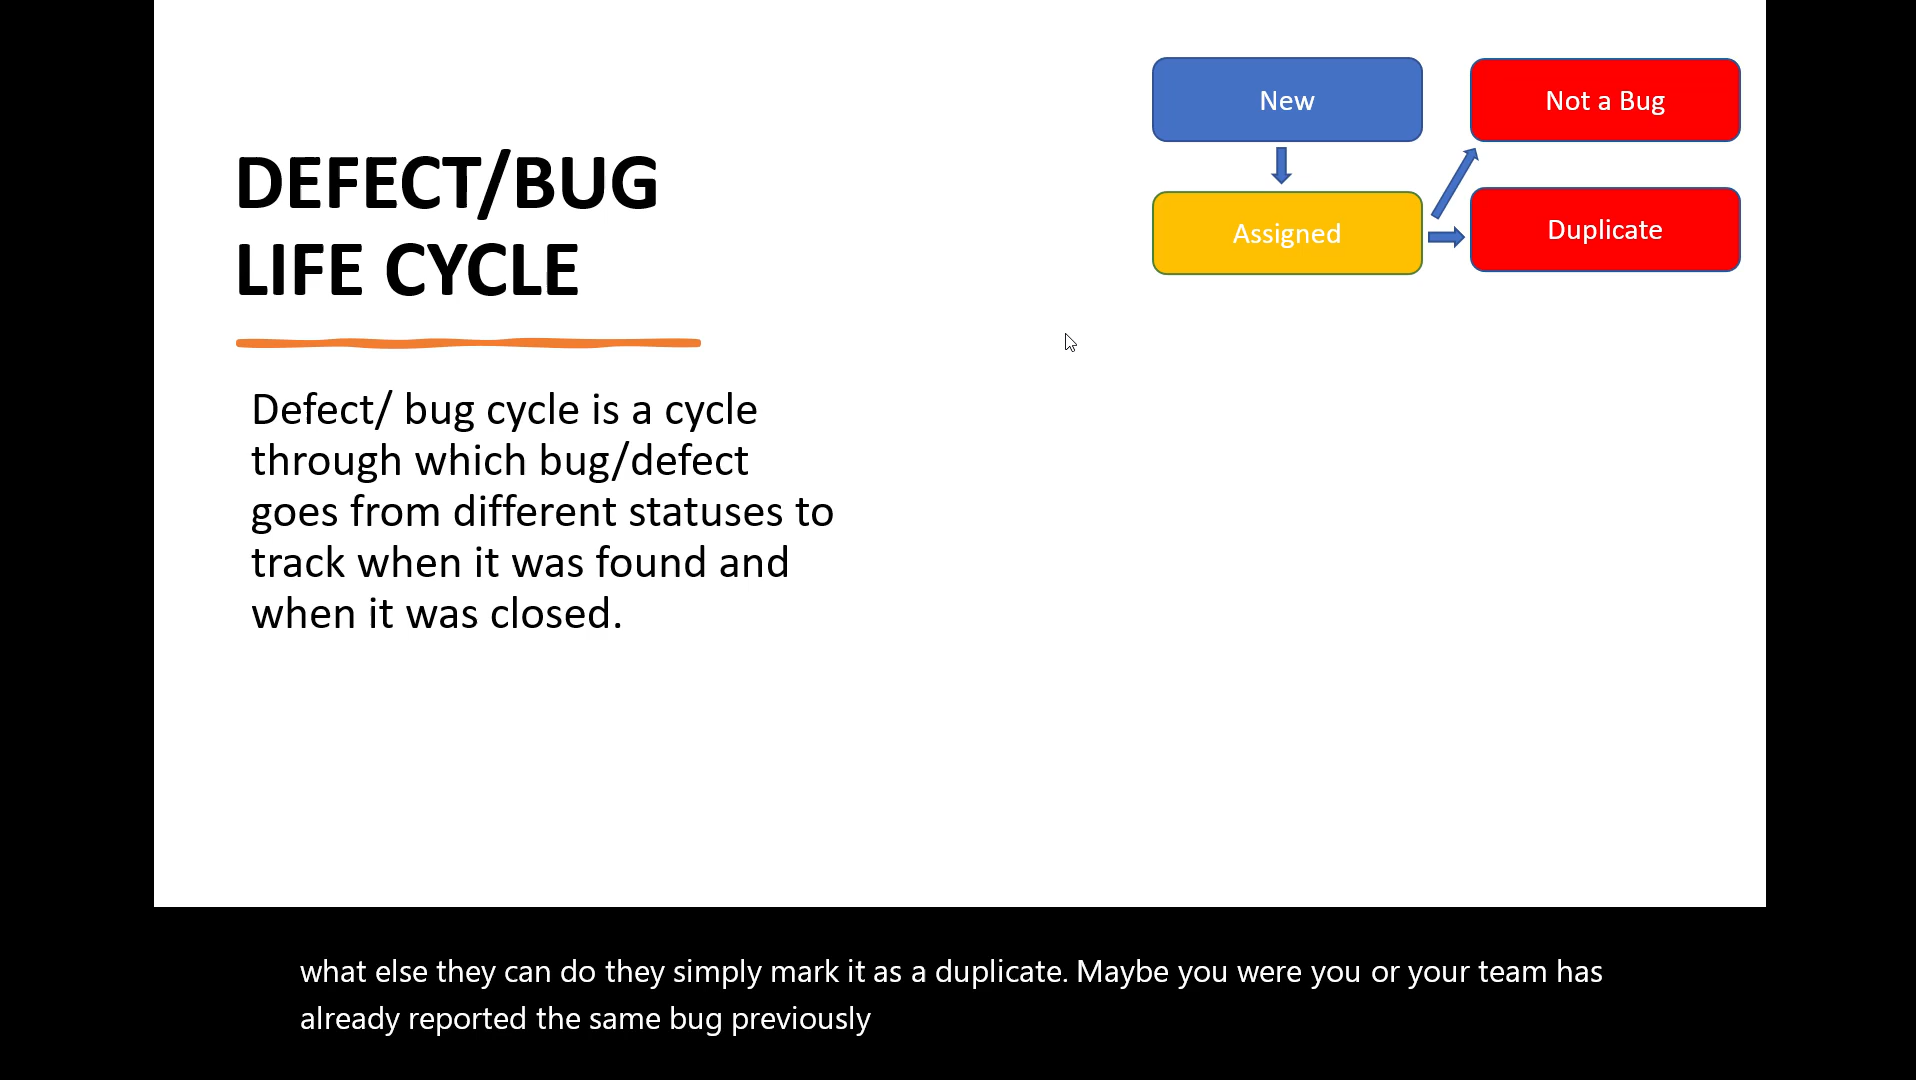 DEFECT/BUG
LIFE CYCLE
Defect/ bug cycle is a cycle
through which bug/defect
goes from different statuses to
track when it was found and
when it was closed.
New
Not a Bug
Assigned
Duplicate
what else they can do they simply mark it as a duplicate. Maybe you were you or your team has
already reported the same bug previously